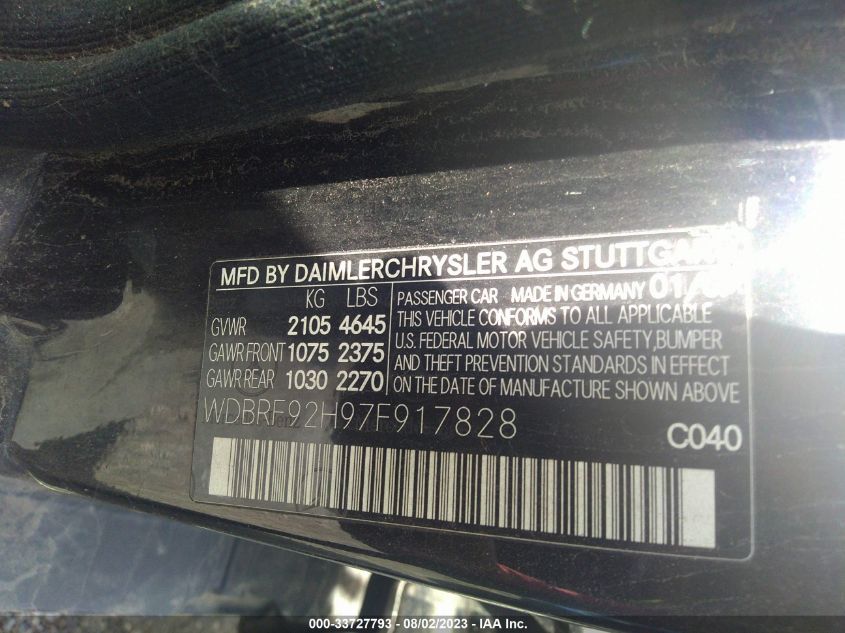 MFD BY DAIMLERCHRYSLER AG STUTTGART
KG LBS
GVWR 2105 4645
GAWR FRONT 1075 2375
GAWR REAR 1030 2270
PASSENGER CAR MADE IN GERMANY
THIS VEHICLE CONFORMS TO ALL APPLICABLE
U.S. FEDERAL MOTOR VEHICLE SAFETY,BUMPER
AND THEFT PREVENTION STANDARDS IN EFFECT
ON THE DATE OF MANUFACTURE SHOWN ABOVE
WDBRF92H97F917828
C040
000-33727793 - 08/02/2023 - IAA Inc.